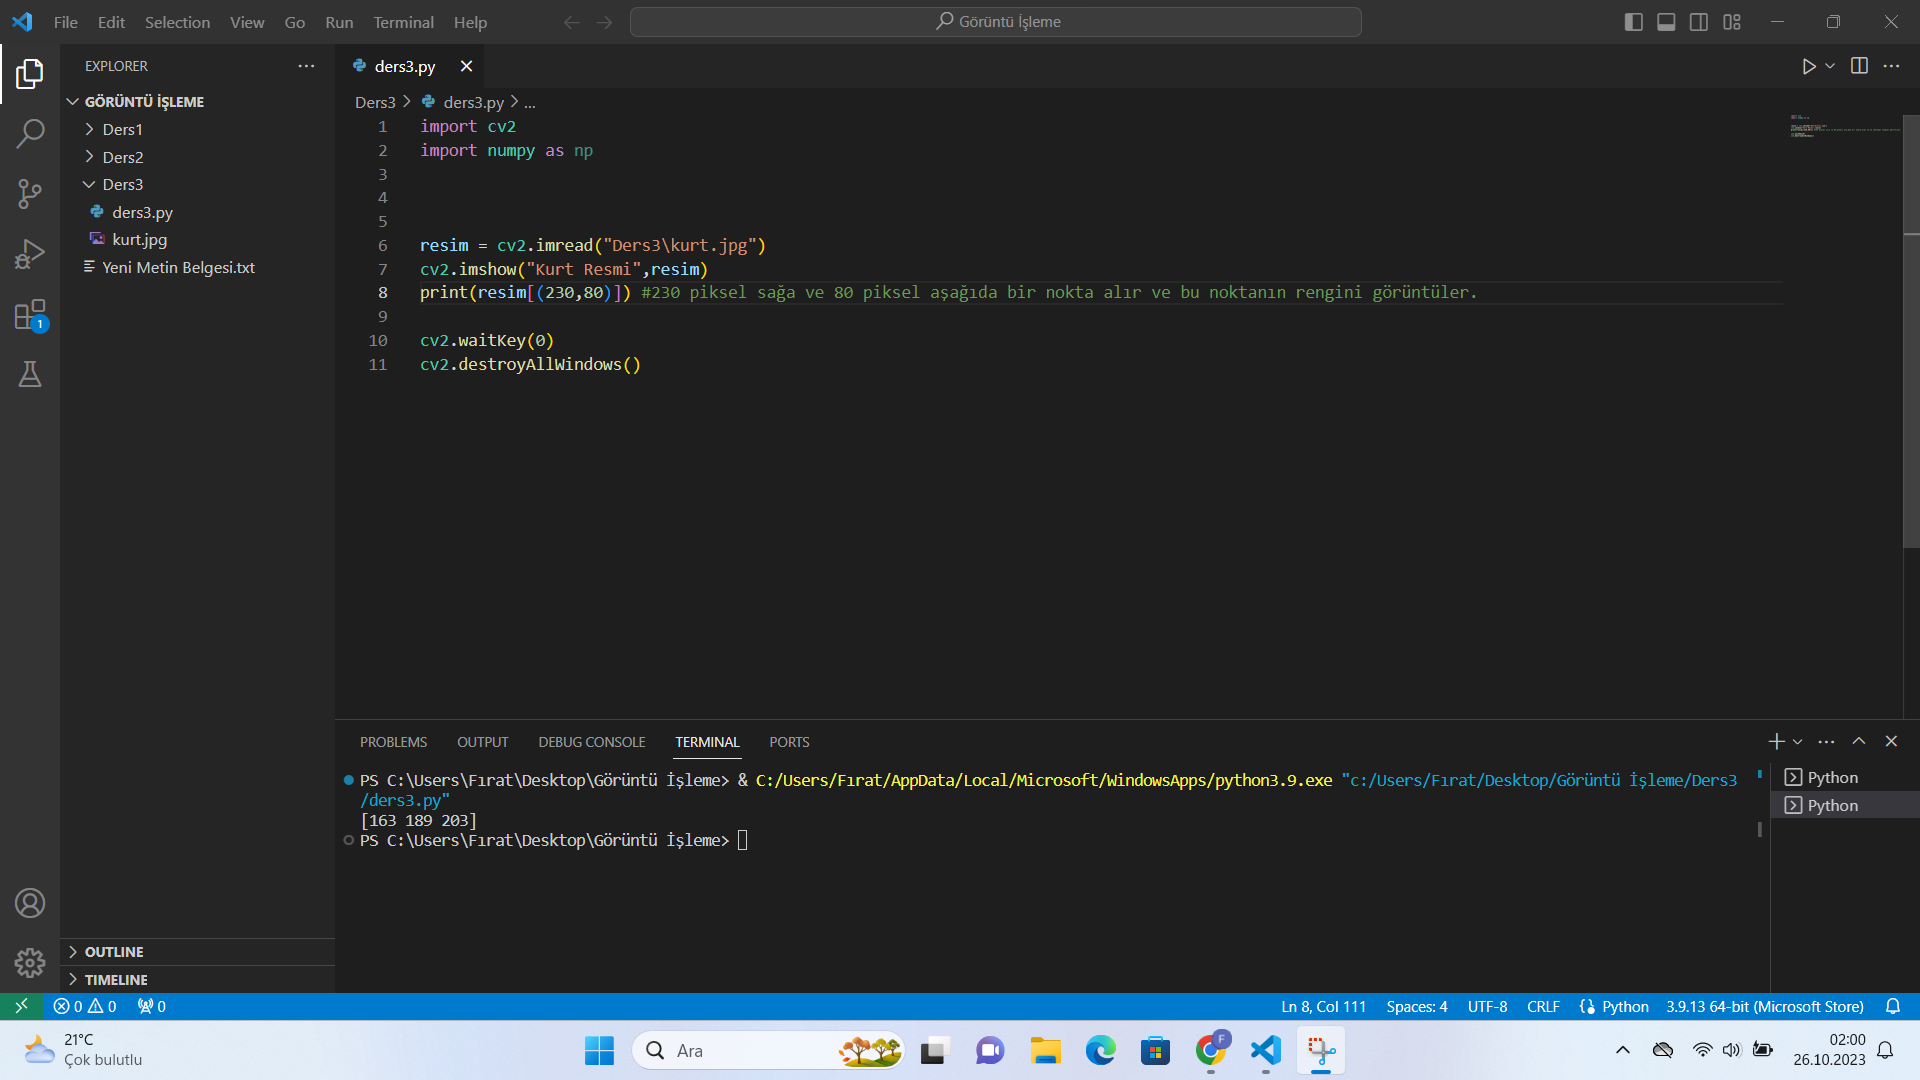 File Edit Selection View Go Run Terminal Help
Görüntü İşleme
EXPLORER
GÖRÜNTÜ İŞLEME
Ders1
Ders2
Ders3
ders3.py
kurt.jpg
Yeni Metin Belgesi.txt
OUTLINE
TIMELINE
1
ders3.py
Ders3 > ders3.py > ...
1 import cv2
2 import numpy as np
3
4
5
6 resim = cv2.imread("Ders3\kurt.jpg")
7 cv2.imshow("Kurt Resmi",resim)
8 print(resim[(230,80)]) #230 piksel sağa ve 80 piksel aşağıda bir nokta alır ve bu noktanın rengini görüntüler.
9
10 cv2.waitKey(0)
11 cv2.destroyAllWindows()
PROBLEMS OUTPUT DEBUG CONSOLE TERMINAL PORTS
PS C:\Users\Fırat\Desktop\Görüntü İşleme> & C:/Users/Fırat/AppData/Local/Microsoft/WindowsApps/python3.9.exe "c:/Users/Fırat/Desktop/Görüntü İşleme/Ders3
/ders3.py"
[163 189 203]
PS C:\Users\Fırat\Desktop\Görüntü İşleme>
Python
Python
0 0 0
Ln 8, Col 111 Spaces: 4 UTF-8 CRLF Python 3.9.13 64-bit (Microsoft Store)
21°C
Çok bulutlu
Ara
F
02:00
26.10.2023